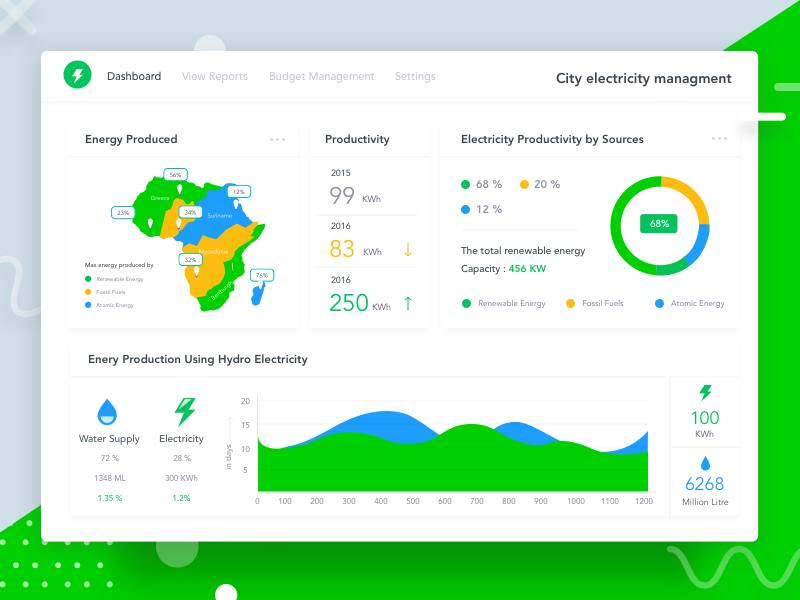 Dashboard View Reports Budget Management Settings
City electricity managment
Energy Produced
56%
12%
Greece
23%
34%
Suriname
Macedonia
32%
76%
Mas energy produced by
Renewable Energy
Fossil Fuels
Atomic Energy
Productivity
2015
99 KWh
2016
83 KWh
2016
250 KWh
Electricity Productivity by Sources
68 % 20 %
12 %
68%
The total renewable energy
Capacity : 456 KW
Renewable Energy Fossil Fuels Atomic Energy
Enery Production Using Hydro Electricity
Water Supply
72 %
1348 ML
1.35 %
Electricity
28 %
300 KWh
1.2%
in days
20
15
10
5
0 100 200 300 400 500 600 700 800 900 1000 1100 1200
100
KWh
6268
Million Litre